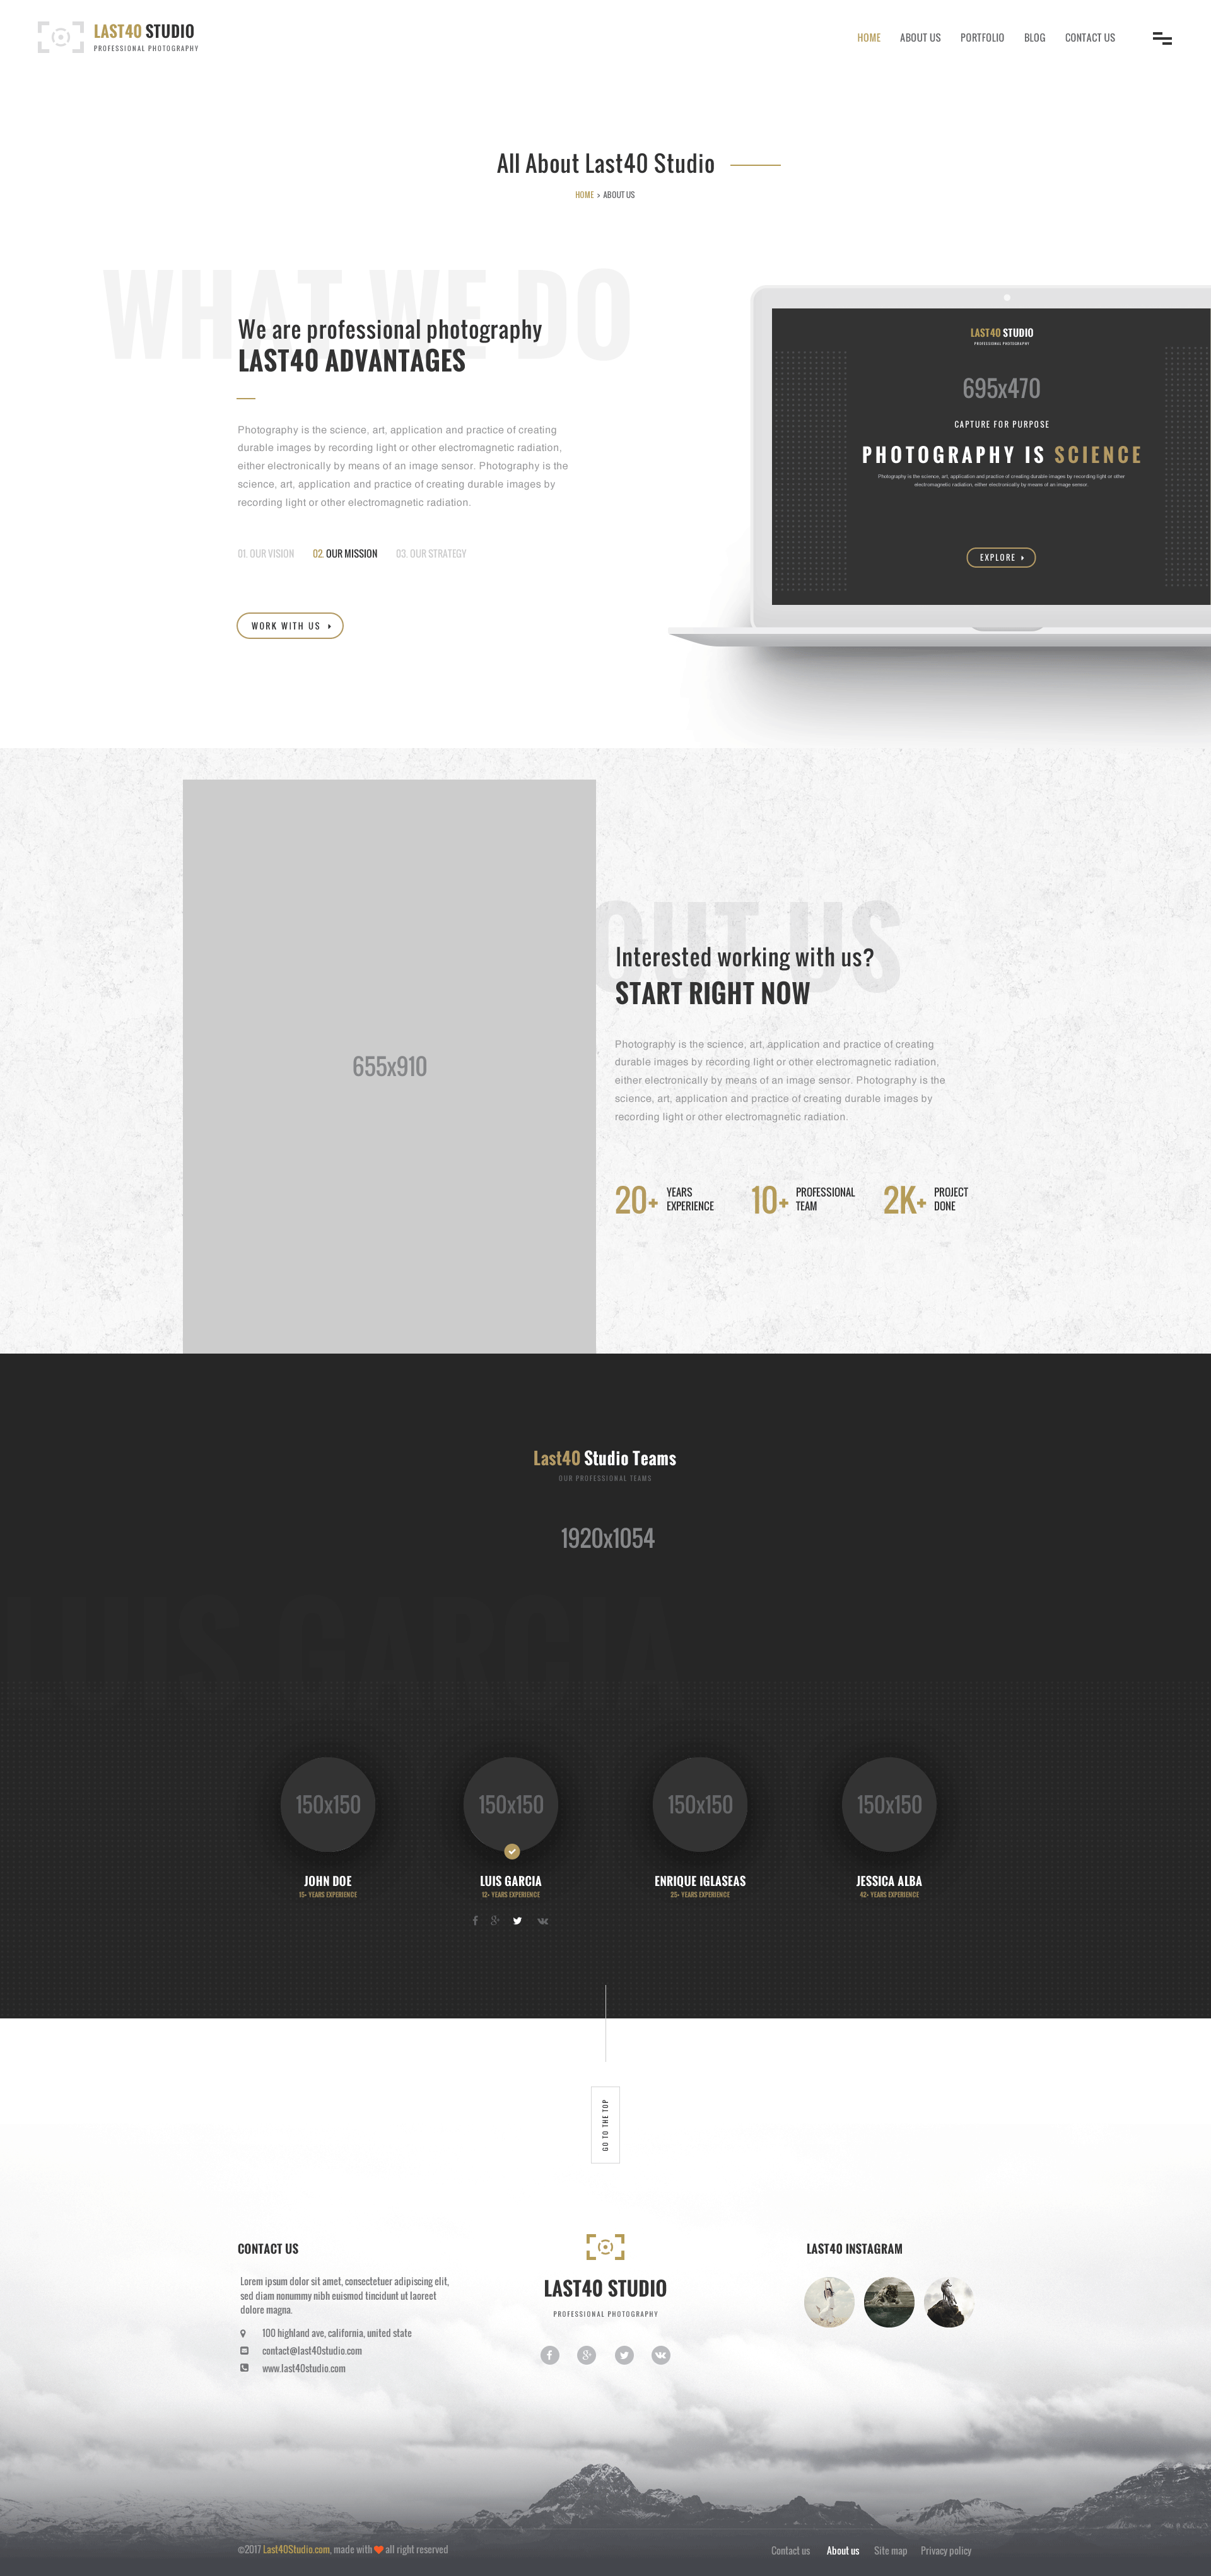 LAST40 STUDIO
PROFESSIONAL PHOTOGRAPHY
HOME ABOUT US PORTFOLIO BLOG CONTACT US
All About Last40 Studio
HOME > ABOUT US
WHAT WE DO
We are professional photography
LAST40 ADVANTAGES
Photography is the science, art, application and practice of creating
durable images by recording light or other electromagnetic radiation,
either electronically by means of an image sensor. Photography is the
science, art, application and practice of creating durable images by
recording light or other electromagnetic radiation.
01. OUR VISION 02. OUR MISSION 03. OUR STRATEGY
WORK WITH US
LAST40 STUDIO
PROFESSIONAL PHOTOGRAPHY
695x470
CAPTURE FOR PURPOSE
PHOTOGRAPHY IS SCIENCE
Photography is the science, art, application and practice of creating durable images by recording light or other
electromagnetic radiation, either electronically by means of an image sensor.
EXPLORE
655x910
OUT US
Interested working with us?
START RIGHT NOW
Photography is the science, art, application and practice of creating
durable images by recording light or other electromagnetic radiation,
either electronically by means of an image sensor. Photography is the
science, art, application and practice of creating durable images by
recording light or other electromagnetic radiation.
20+ YEARS EXPERIENCE
10+ PROFESSIONAL TEAM
2K+ PROJECT DONE
Last40 Studio Teams
OUR PROFESSIONAL TEAMS
1920x1054
LUIS GARCIA
150x150 150x150 150x150 150x150
JOHN DOE
15+ YEARS EXPERIENCE
LUIS GARCIA
12+ YEARS EXPERIENCE
ENRIQUE IGLASEAS
25+ YEARS EXPERIENCE
JESSICA ALBA
42+ YEARS EXPERIENCE
GO TO THE TOP
CONTACT US
Lorem ipsum dolor sit amet, consectetuer adipiscing elit,
sed diam nonummy nibh euismod tincidunt ut laoreet
dolore magna.
100 highland ave, california, united state
contact@last40studio.com
www.last40studio.com
LAST40 STUDIO
PROFESSIONAL PHOTOGRAPHY
LAST40 INSTAGRAM
©2017 Last40Studio.com, made with all right reserved
Contact us About us Site map Privacy policy